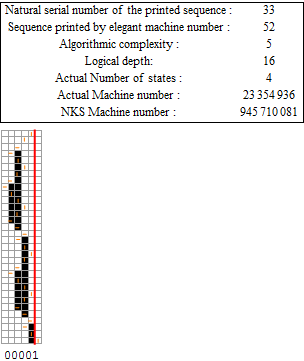 Natural serial number of the printed sequence : 33
Sequence printed by elegant machine number : 52
Algorithmic complexity : 5
Logical depth: 16
Actual Number of states : 4
Actual Machine number : 23 354 936
NKS Machine number : 945 710 081
00001